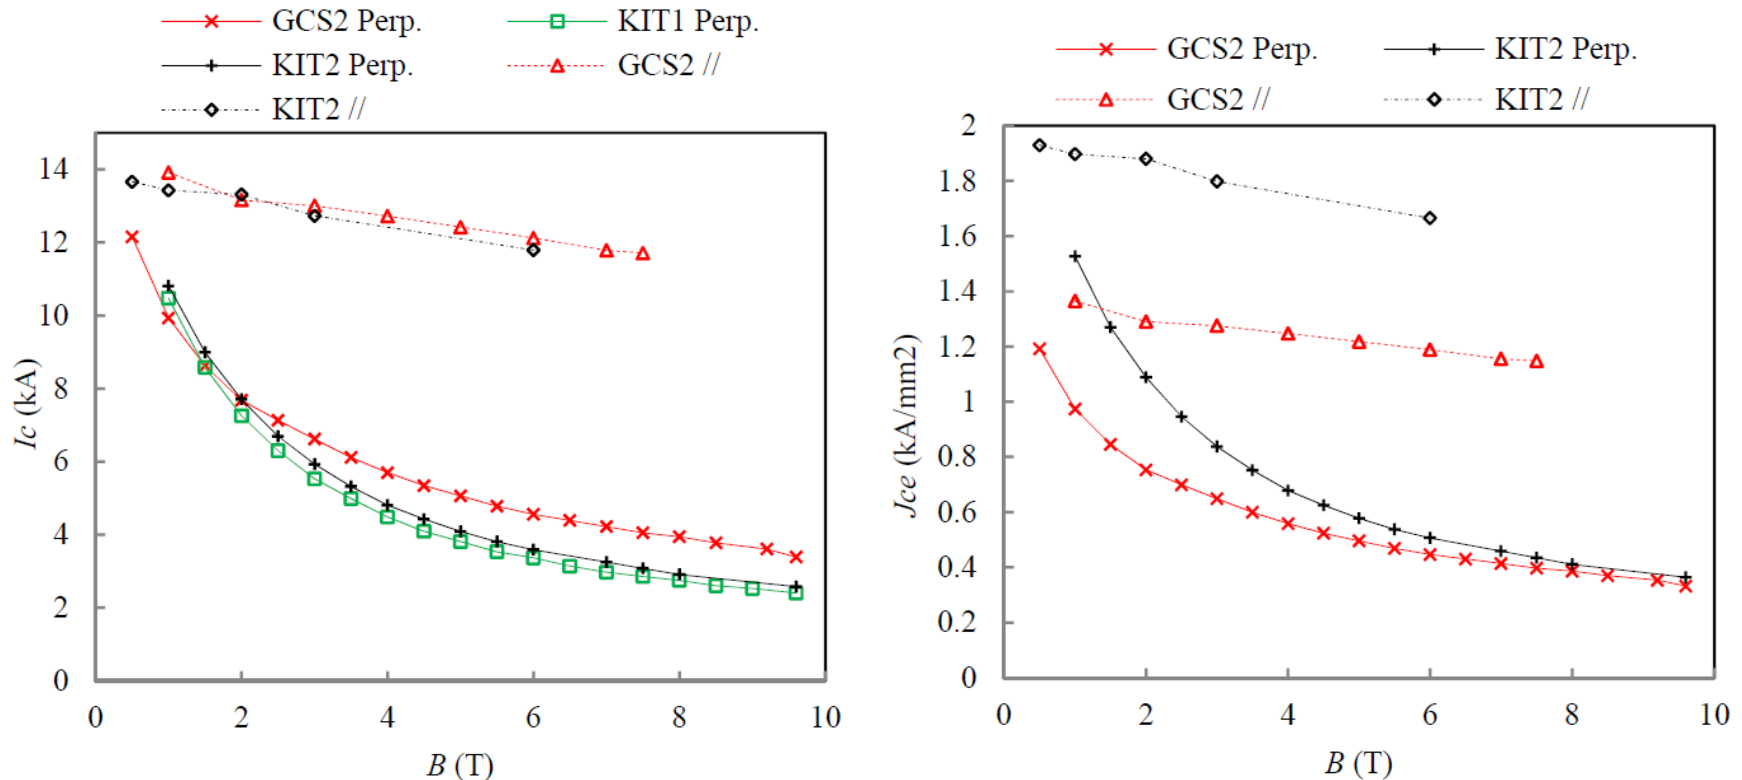 GCS2 Perp.
KIT1 Perp.
KIT2 Perp.
GCS2 //
KIT2 //
14
12
10
8
6
4
2
0
Ic (kA)
0 2 4 6 8 10
B (T)
GCS2 Perp.
KIT2 Perp.
GCS2 //
KIT2 //
2
1.8
1.6
1.4
1.2
1
0.8
0.6
0.4
0.2
0
Jce (kA/mm2)
0 2 4 6 8 10
B (T)